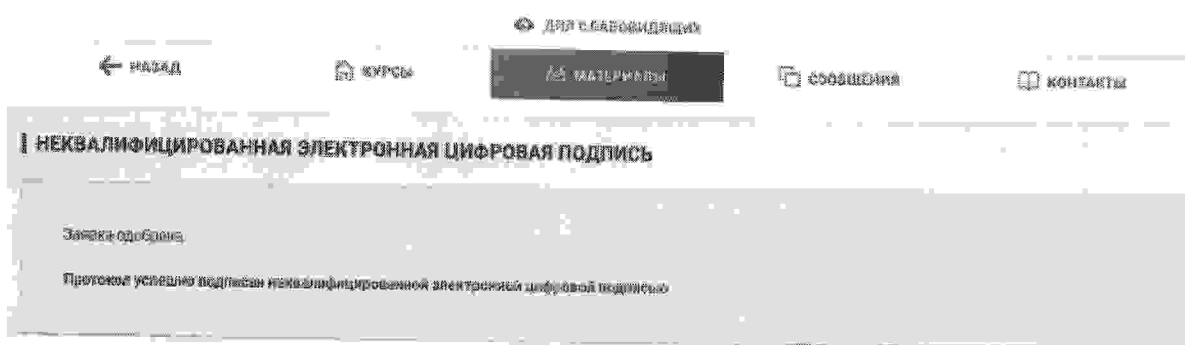 ДЛЯ СЛАБОВИДЯЩИХ
НАЗАД КУРСЫ МАТЕРИАЛЫ СООБЩЕНИЯ КОНТАКТЫ
НЕКВАЛИФИЦИРОВАННАЯ ЭЛЕКТРОННАЯ ЦИФРОВАЯ ПОДПИСЬ
Заявка одобрена
Протокол успешно подписан неквалифицированной электронной цифровой подписью